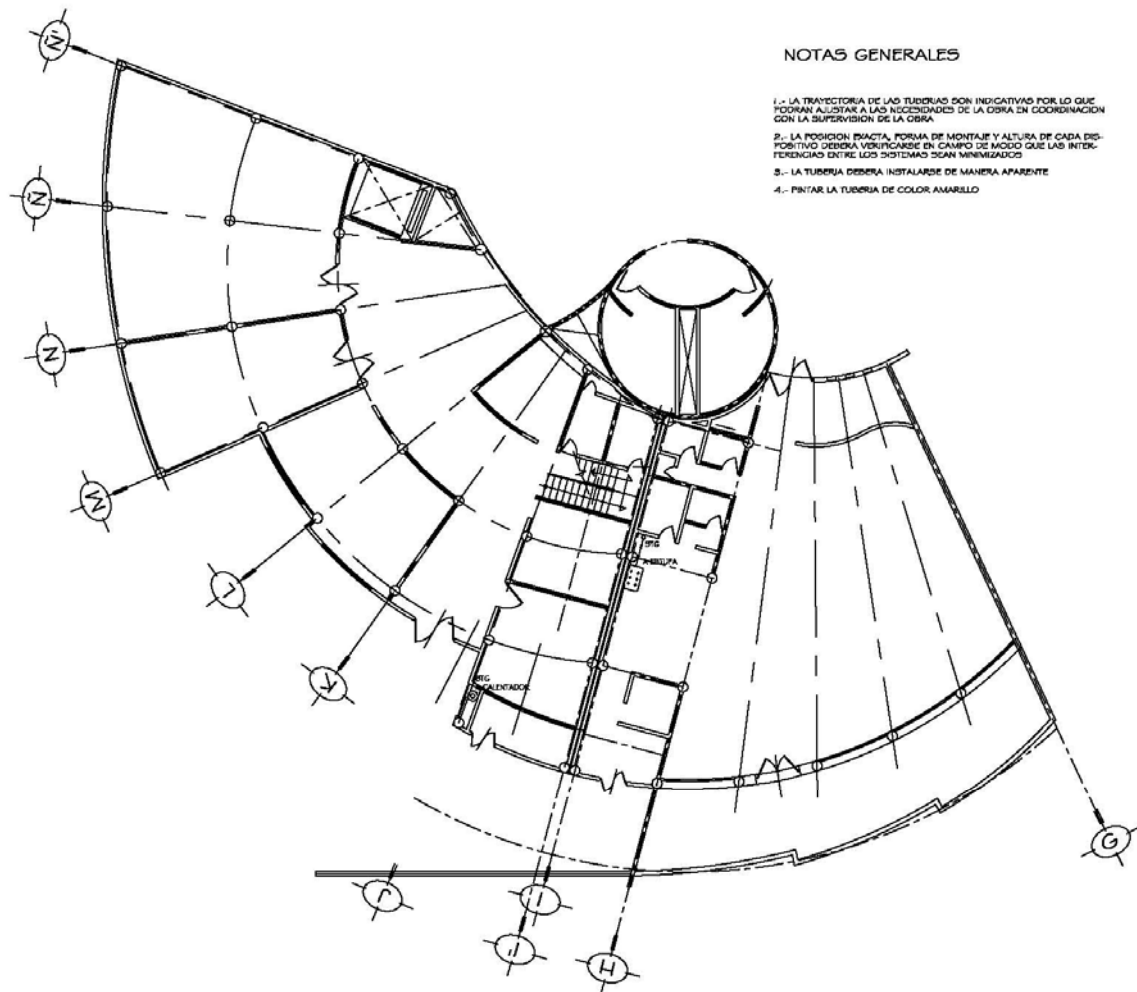 NOTAS GENERALES
1.- LA TRAYECTORIA DE LAS TUBERIAS SON INDICATIVAS POR LO QUE
PODRAN AJUSTAR A LAS NECESIDADES DE LA OBRA EN COORDINACION
CON LA SUPERVISION DE LA OBRA
2.- LA POSICION EXACTA, FORMA DE MONTAJE Y ALTURA DE CADA DIS-
POSITIVO DEBERA VERIFICARSE EN CAMPO DE MODO QUE LAS INTER-
FERENCIAS ENTRE LOS SISTEMAS SEAN MINIMIZADOS
3.- LA TUBERIA DEBERA INSTALARSE DE MANERA APARENTE
4.- PINTAR LA TUBERIA DE COLOR AMARILLO
N
N
M
L
K
BTG
BTG
CALENTADOR
J
I
I'
H
G